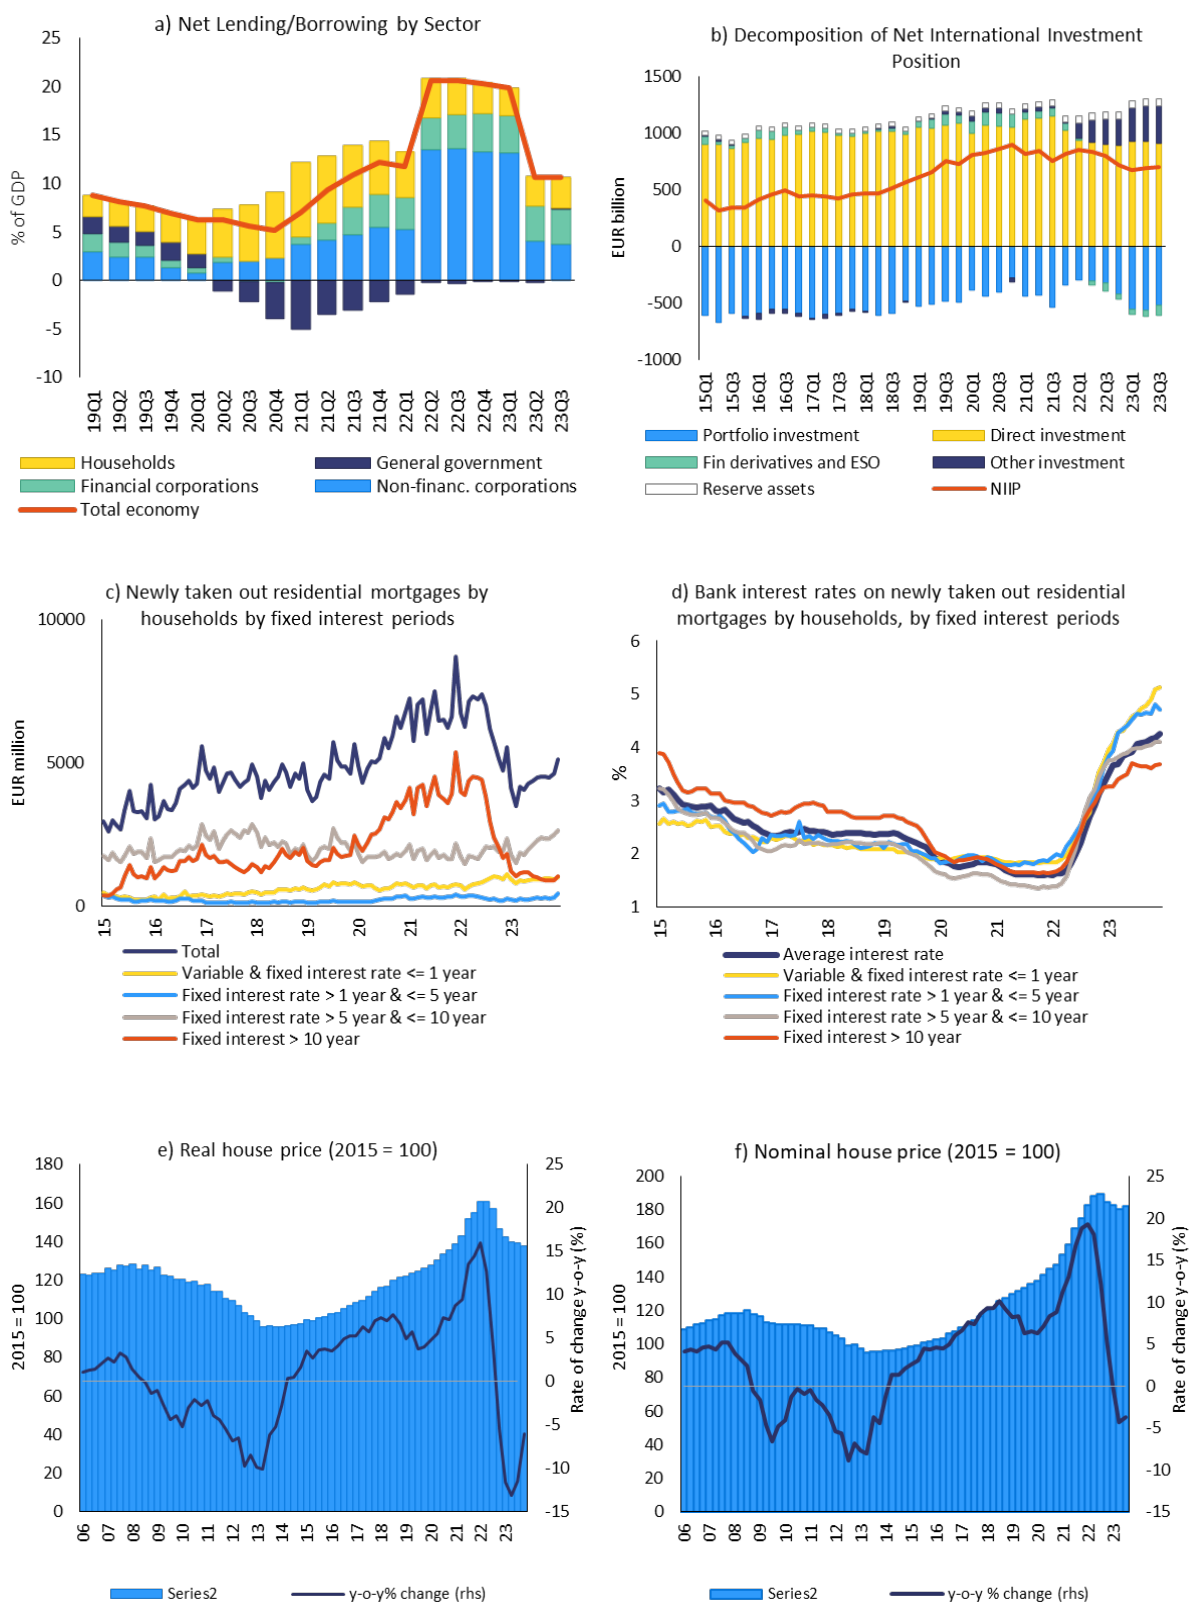 a) Net Lending/Borrowing by Sector
% of GDP
25
20
15
10
5
0
-5
-10
19Q1 19Q2 19Q3 19Q4 20Q1 20Q2 20Q3 20Q4 21Q1 21Q2 21Q3 21Q4 22Q1 22Q2 22Q3 22Q4 23Q1 23Q2 23Q3
Households
General government
Financial corporations
Non-financ. corporations
Total economy
b) Decomposition of Net International Investment
Position
EUR billion
1500
1000
500
0
-500
-1000
15Q1 15Q3 16Q1 16Q3 17Q1 17Q3 18Q1 18Q3 19Q1 19Q3 20Q1 20Q3 21Q1 21Q3 22Q1 22Q3 23Q1 23Q3
Portfolio investment
Direct investment
Fin derivatives and ESO
Other investment
Reserve assets
NIIP
c) Newly taken out residential mortgages by
households by fixed interest periods
EUR million
10000
5000
0
15 16 17 18 19 20 21 22 23
Total
Variable & fixed interest rate <= 1 year
Fixed interest rate > 1 year & <= 5 year
Fixed interest rate > 5 year & <= 10 year
Fixed interest > 10 year
d) Bank interest rates on newly taken out residential
mortgages by households, by fixed interest periods
%
6
5
4
3
2
1
15 16 17 18 19 20 21 22 23
Average interest rate
Variable & fixed interest rate <= 1 year
Fixed interest rate > 1 year & <= 5 year
Fixed interest rate > 5 year & <= 10 year
Fixed interest > 10 year
e) Real house price (2015 = 100)
2015 = 100
180
160
140
120
100
80
60
40
20
0
25
20
15
10
5
0
-5
-10
-15
Rate of change y-o-y (%)
06 07 08 09 10 11 12 13 14 15 16 17 18 19 20 21 22 23
Series2
y-o-y% change (rhs)
f) Nominal house price (2015 = 100)
2015 = 100
200
180
160
140
120
100
80
60
40
20
0
25
20
15
10
5
0
-5
-10
-15
Rate of change y-o-y (%)
06 07 08 09 10 11 12 13 14 15 16 17 18 19 20 21 22 23
Series2
y-o-y % change (rhs)